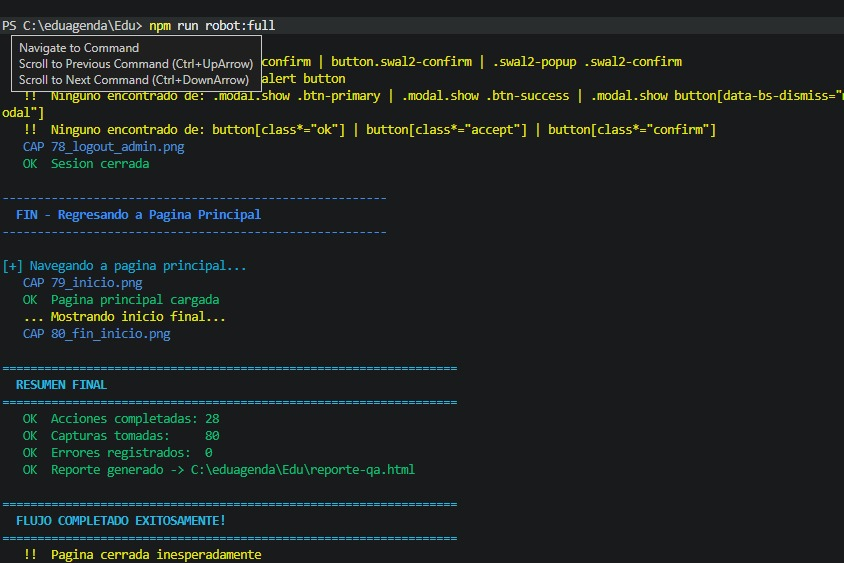 PS C:\eduagenda\Edu> npm run robot:full
Navigate to Command
Scroll to Previous Command (Ctrl+UpArrow)
Scroll to Next Command (Ctrl+DownArrow)
confirm | button.swal2-confirm | .swal2-popup .swal2-confirm
alert button
!! Ninguno encontrado de: .modal.show .btn-primary | .modal.show .btn-success | .modal.show button[data-bs-dismiss="m
odal"]
!! Ninguno encontrado de: button[class*="ok"] | button[class*="accept"] | button[class*="confirm"]
CAP 78_logout_admin.png
OK Sesion cerrada
-------------------------------------------------------
FIN - Regresando a Pagina Principal
-------------------------------------------------------
[+] Navegando a pagina principal...
CAP 79_inicio.png
OK Pagina principal cargada
... Mostrando inicio final...
CAP 80_fin_inicio.png
=================================================================
RESUMEN FINAL
=================================================================
OK Acciones completadas: 28
OK Capturas tomadas: 80
OK Errores registrados: 0
OK Reporte generado -> C:\eduagenda\Edu\reporte-qa.html
=================================================================
FLUJO COMPLETADO EXITOSAMENTE!
=================================================================
!! Pagina cerrada inesperadamente